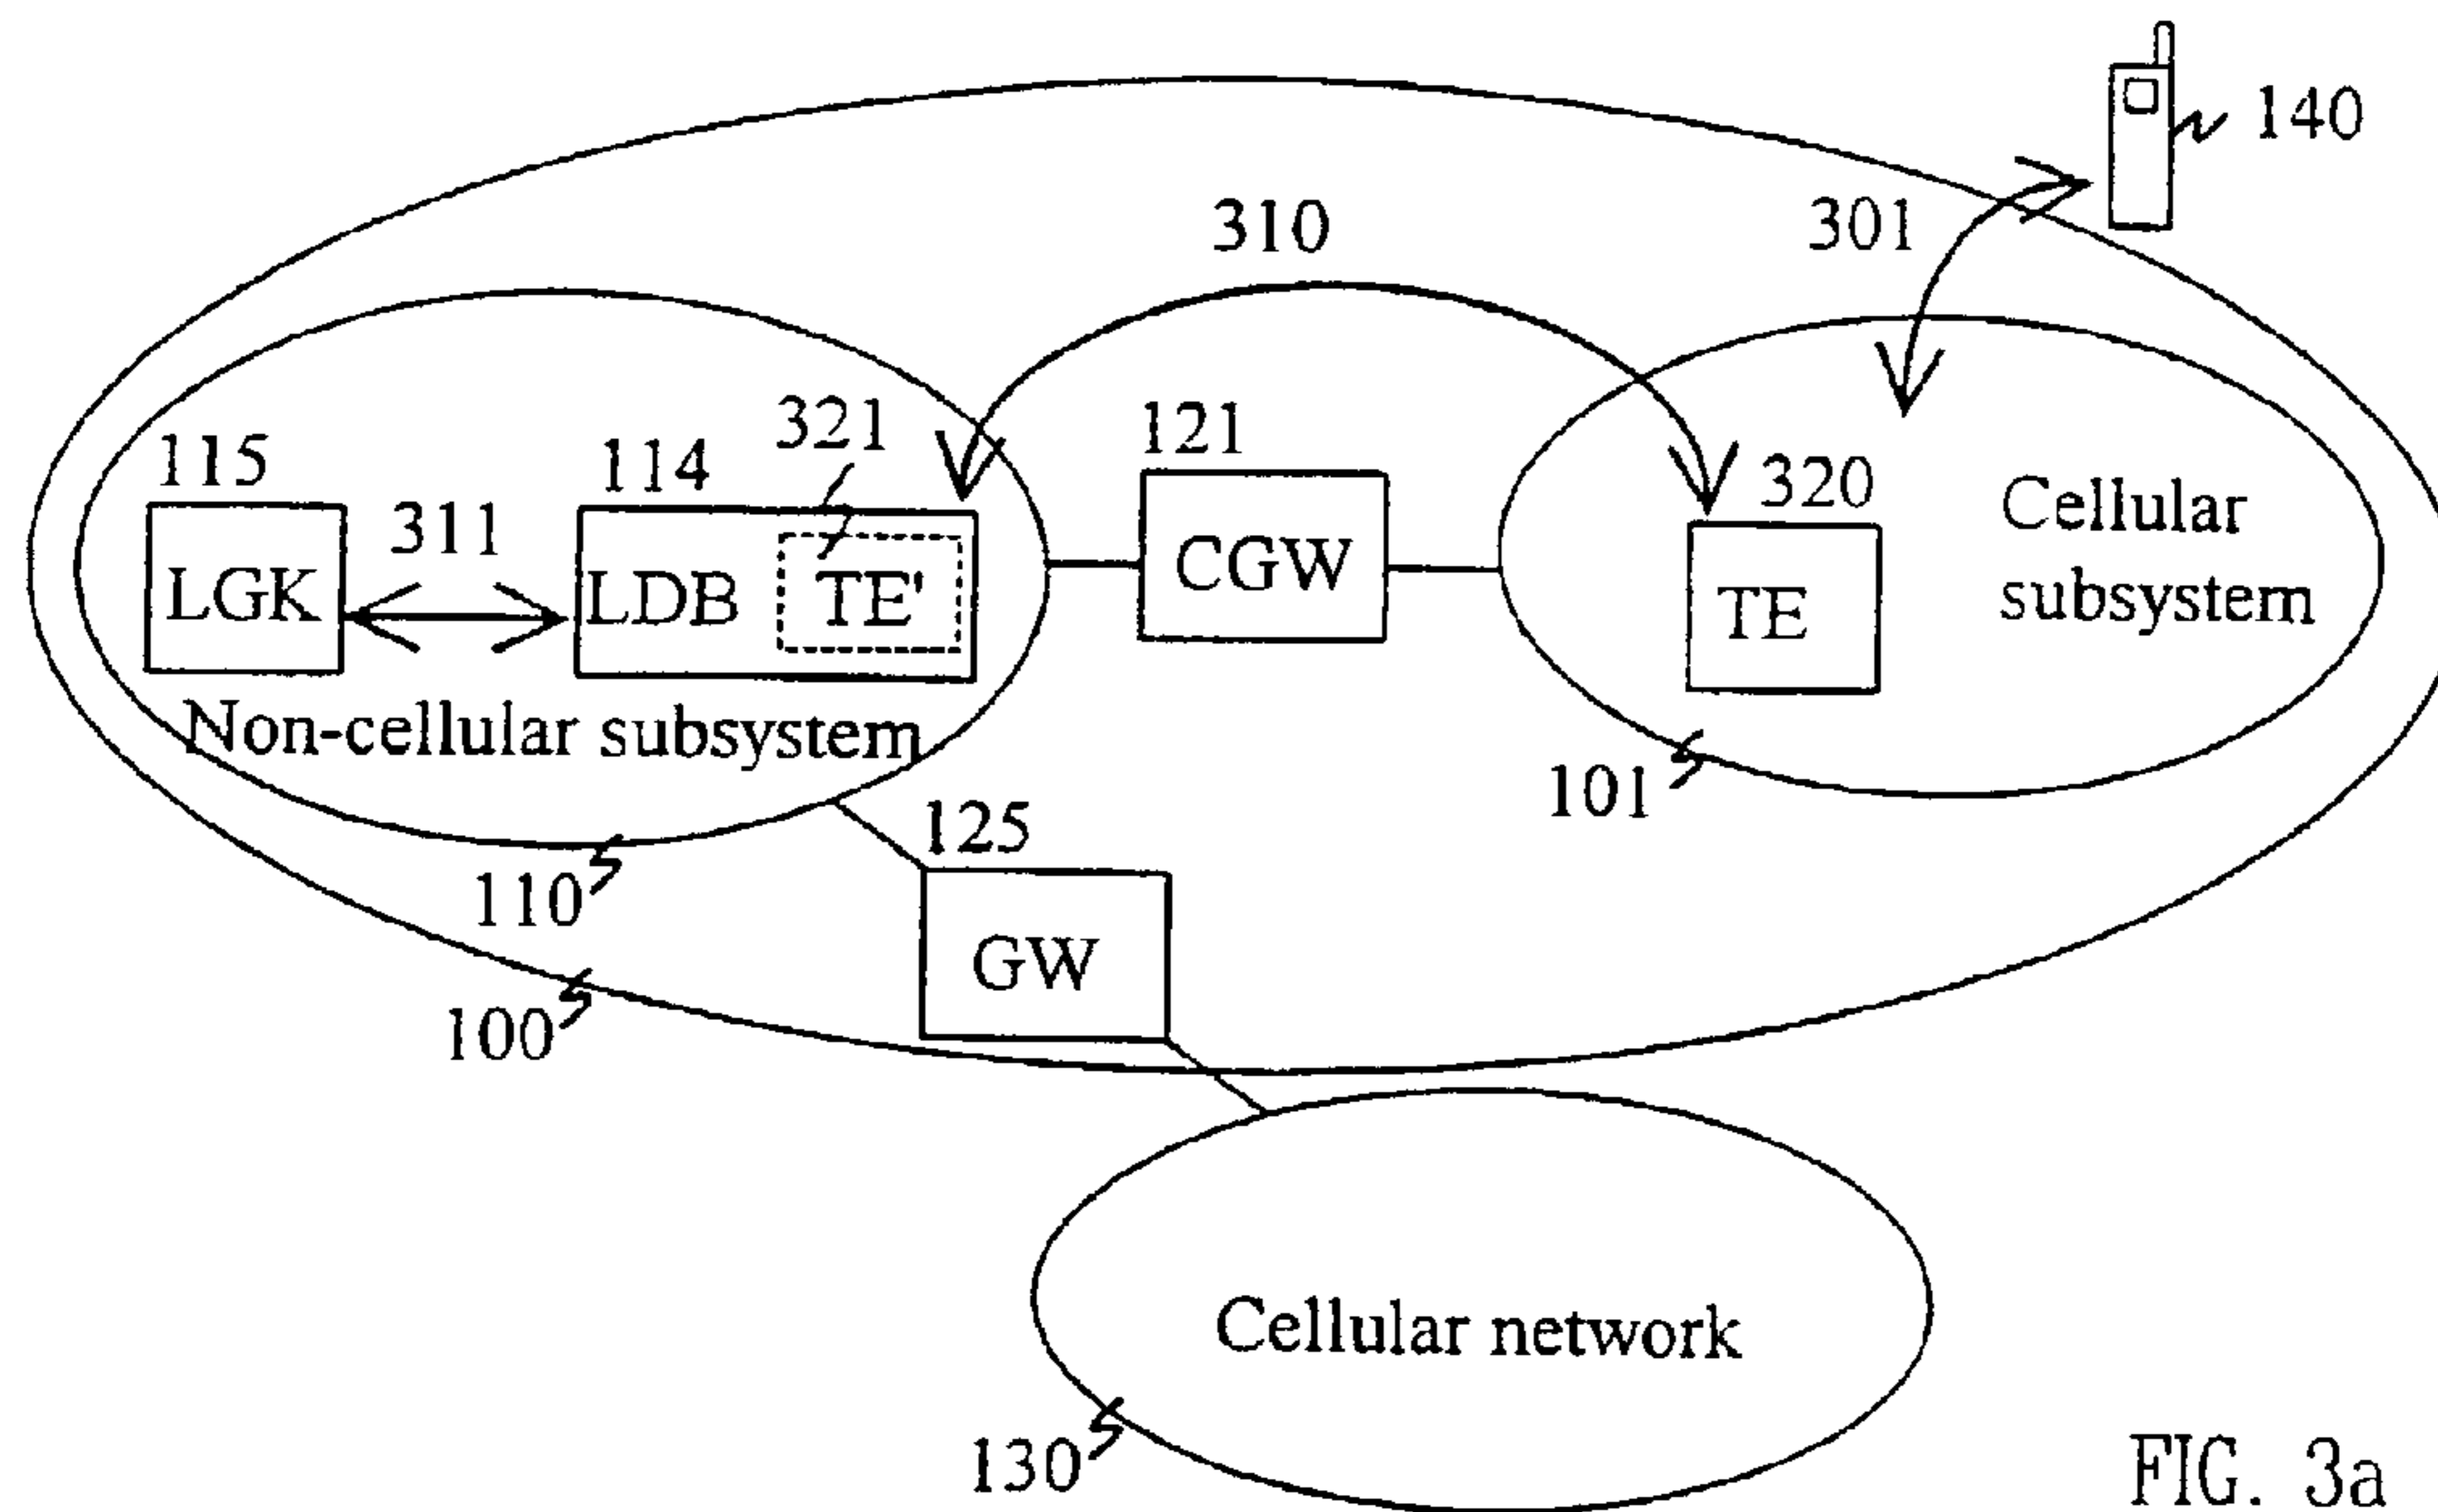 140
310
301
321
115
114
121
311
320
Cellular
subsystem
LGK
LDB
TE'
CGW
TE
Non-cellular subsystem
101
125
110
GW
100
Cellular network
130
FIG. 3a